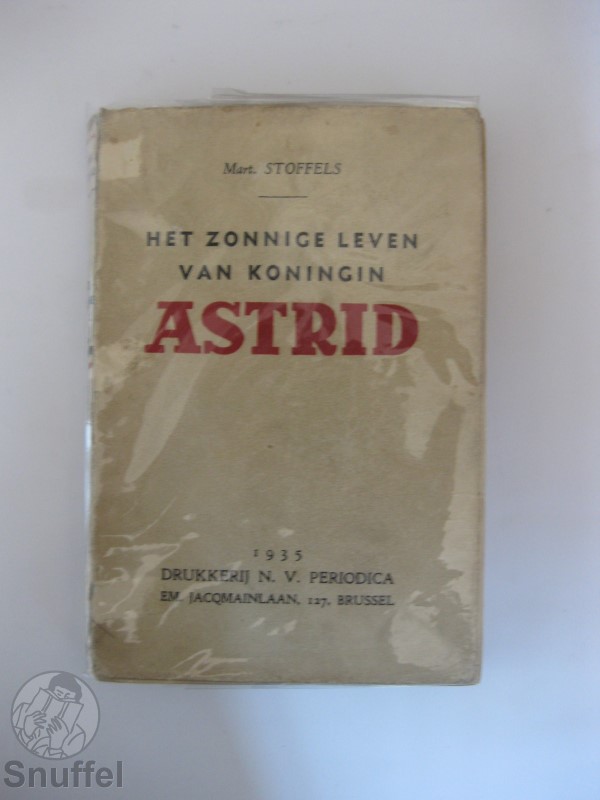 Mart. STOFFELS
HET ZONNIGE LEVEN
VAN KONINGIN
ASTRID
1935
DRUKKERIJ N. V. PERIODICA
EM. JACQMAINLAAN, 127, BRUSSEL
Snuffel